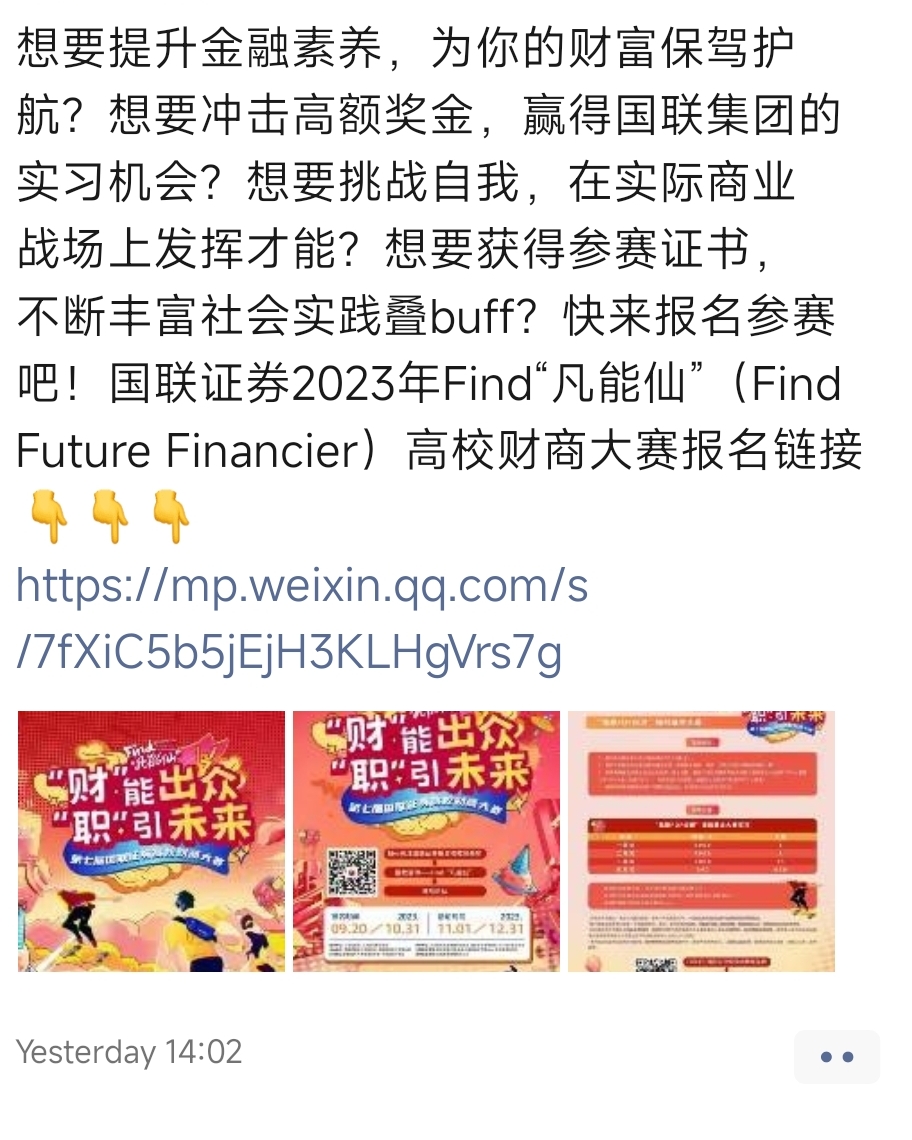 想要提升金融素养，为你的财富保驾护
航？想要冲击高额奖金，赢得国联集团的
实习机会？想要挑战自我，在实际商业
战场上发挥才能？想要获得参赛证书，
不断丰富社会实践叠buff？快来报名参赛
吧！国联证券2023年Find“凡能仙”（Find
Future Financier）高校财商大赛报名链接
👇👇👇
https://mp.weixin.qq.com/s
/7fXiC5b5jEjH3KLHgVrs7g
Find
“财”能出众
“职”引未来
第七届国联证券高校财商大赛
“财”能出众
“职”引未来
第七届国联证券高校财商大赛
2023.
09.20／10.31
2023.
11.01／12.31
职 引未来
Yesterday 14:02